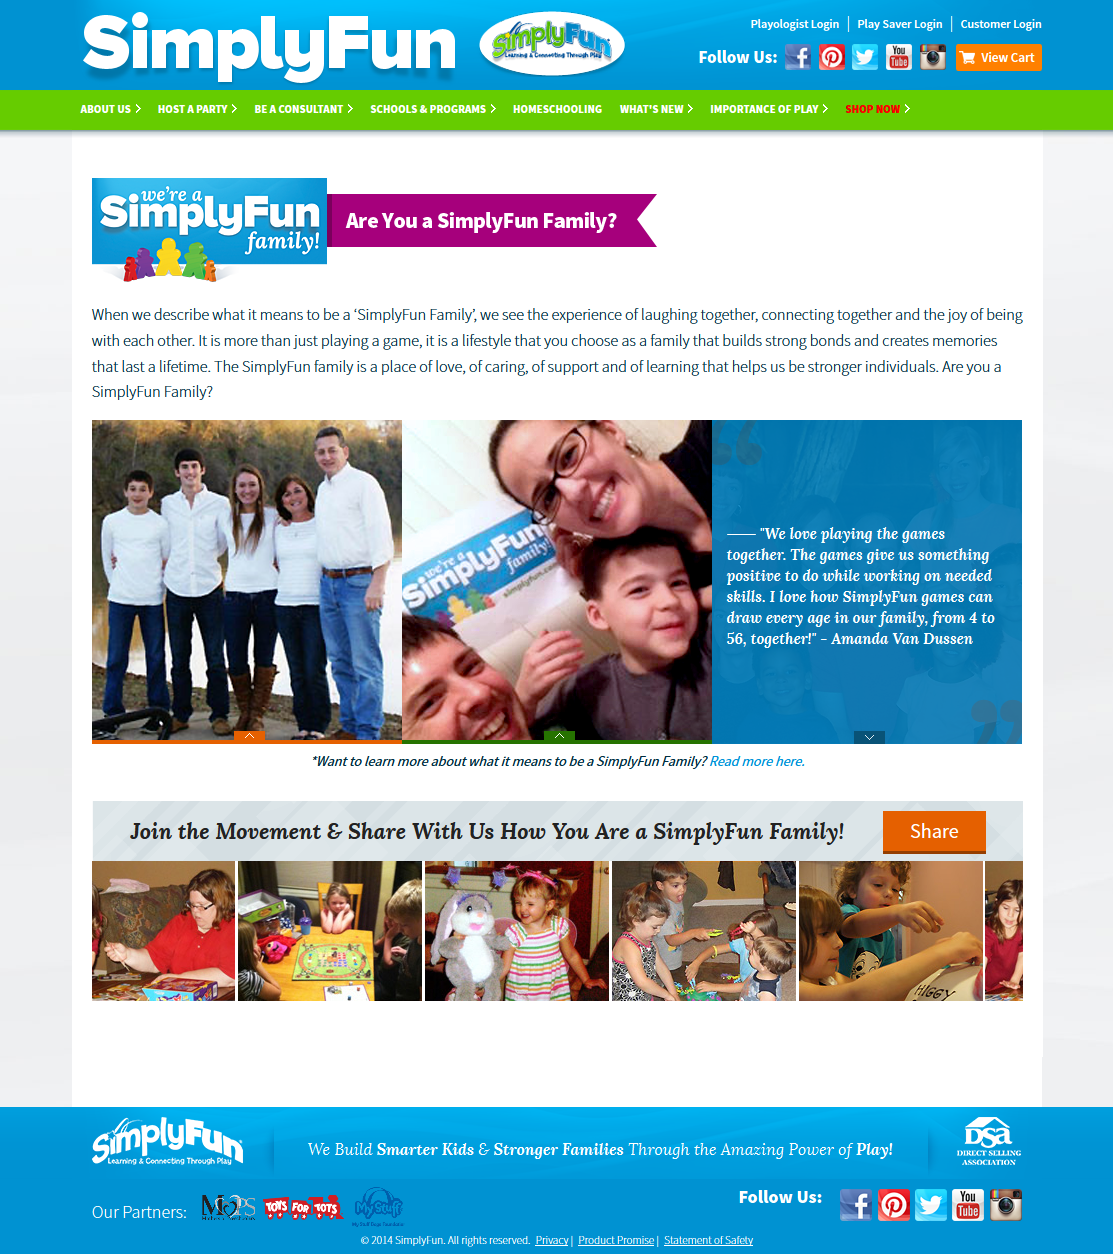 SimplyFun
SimplyFun
Learning & Connecting Through Play
Playologist Login | Play Saver Login | Customer Login
Follow Us:
You
Tube
View Cart
ABOUT US
HOST A PARTY
BE A CONSULTANT
SCHOOLS & PROGRAMS
HOMESCHOOLING
WHAT'S NEW
IMPORTANCE OF PLAY
SHOP NOW
we're a
SimplyFun
family!
Are You a SimplyFun Family?
When we describe what it means to be a ‘SimplyFun Family’, we see the experience of laughing together, connecting together and the joy of being
with each other. It is more than just playing a game, it is a lifestyle that you choose as a family that builds strong bonds and creates memories
that last a lifetime. The SimplyFun family is a place of love, of caring, of support and of learning that helps us be stronger individuals. Are you a
SimplyFun Family?
we're a
SimplyFun
family!
simplyfun.com
—— "We love playing the games
together. The games give us something
positive to do while working on needed
skills. I love how SimplyFun games can
draw every age in our family, from 4 to
56, together!" - Amanda Van Dussen
*Want to learn more about what it means to be a SimplyFun Family? Read more here.
Join the Movement & Share With Us How You Are a SimplyFun Family!
Share
HIGGY
SimplyFun
Learning & Connecting Through Play
We Build Smarter Kids & Stronger Families Through the Amazing Power of Play!
DSA
DIRECT SELLING
ASSOCIATION
Our Partners:
MOPS
TOYS FOR TOTS
My Stuff
Follow Us:
You
Tube
© 2014 SimplyFun. All rights reserved. Privacy | Product Promise | Statement of Safety